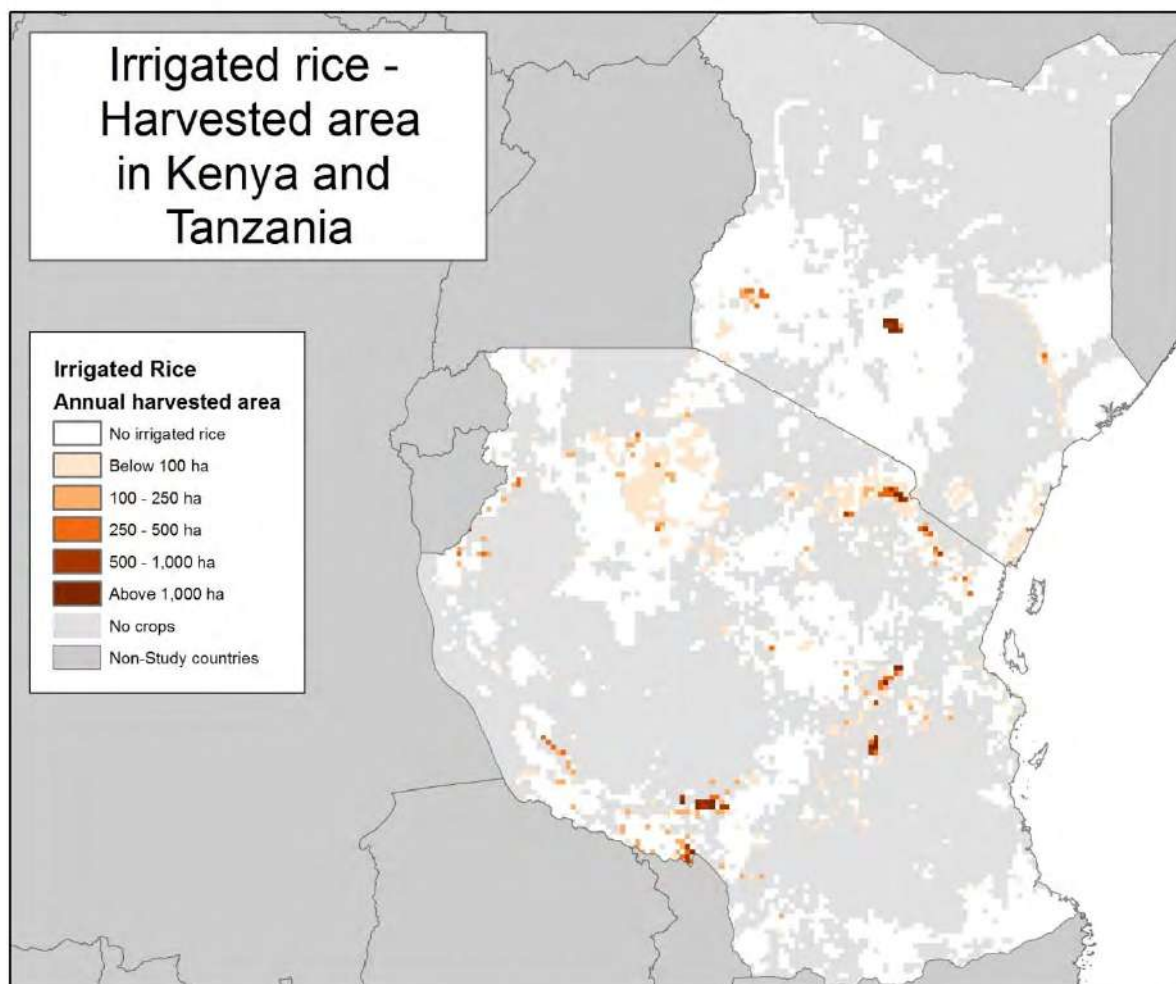 Irrigated rice -
Harvested area
in Kenya and
Tanzania
Irrigated Rice
Annual harvested area
No irrigated rice
Below 100 ha
100 - 250 ha
250 - 500 ha
500 - 1,000 ha
Above 1,000 ha
No crops
Non-Study countries